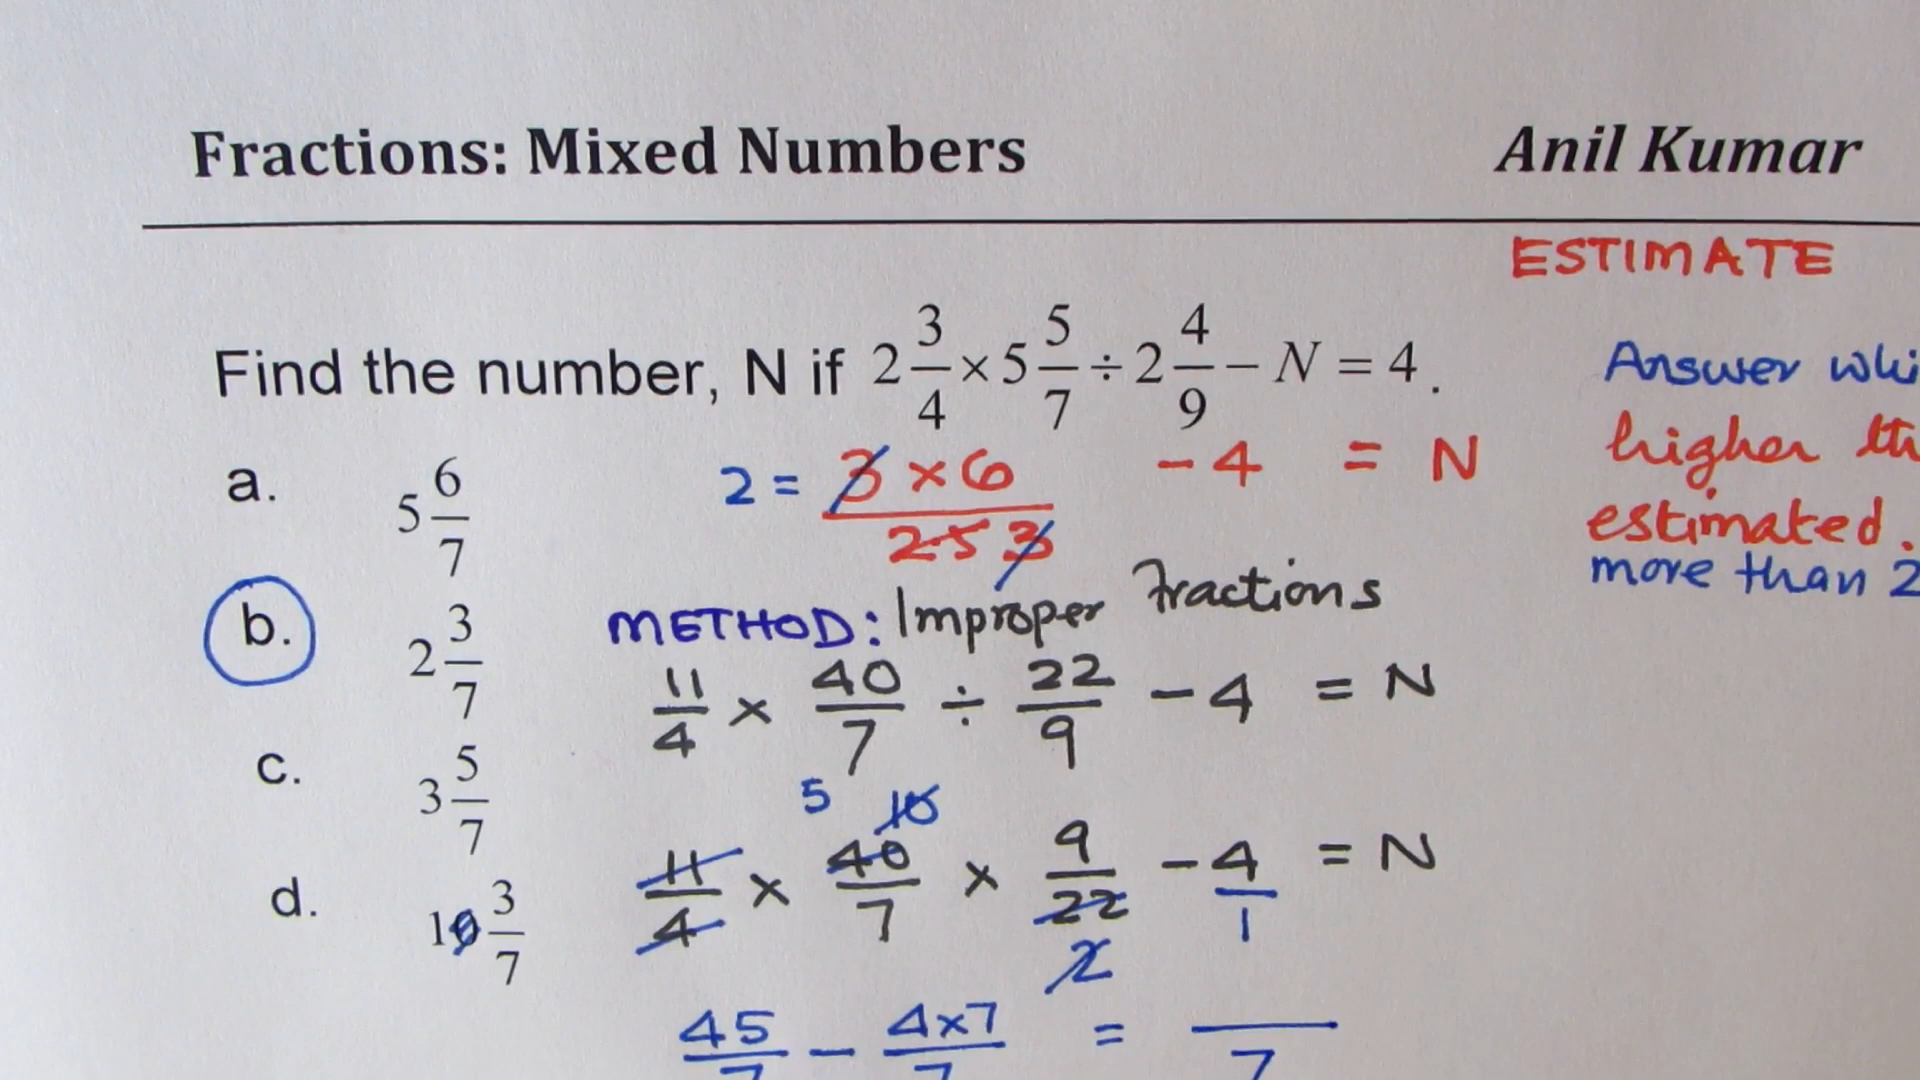 Fractions: Mixed Numbers Anil Kumar
ESTIMATE
Find the number, N if 2 3/4 × 5 5/7 ÷ 2 4/9 − N = 4.
Answer whi
a. 5 6/7
2 = 3 × 6 / 2.5 3 − 4 = N
higher th
estimated.
more than 2
b. 2 3/7
METHOD: Improper Fractions
11/4 × 40/7 ÷ 22/9 − 4 = N
c. 3 5/7
5 10
11/4 × 40/7 × 9/22 − 4/1 = N
2
d. 10 3/7
45/7 − 4×7/7 = /7